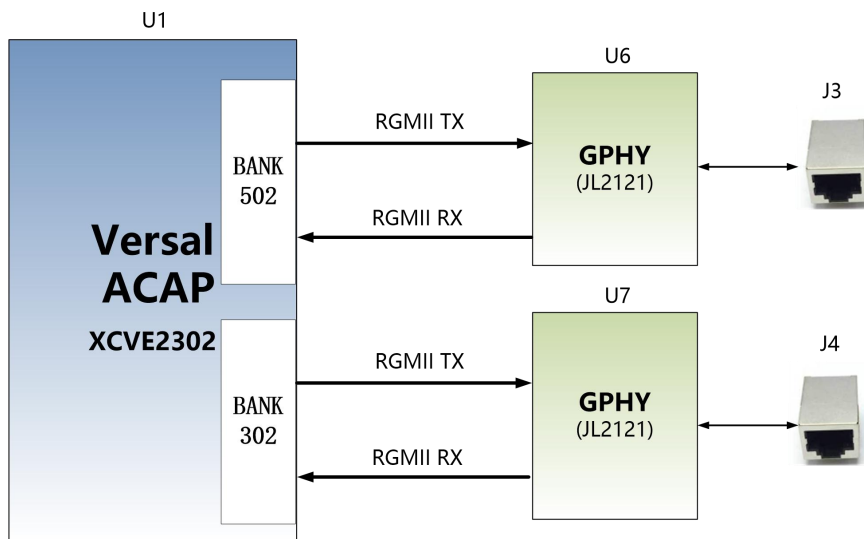 U1
Versal
ACAP
XCVE2302
BANK
502
BANK
302
RGMII TX
RGMII RX
RGMII TX
RGMII RX
U6
GPHY
(JL2121)
U7
GPHY
(JL2121)
J3
J4